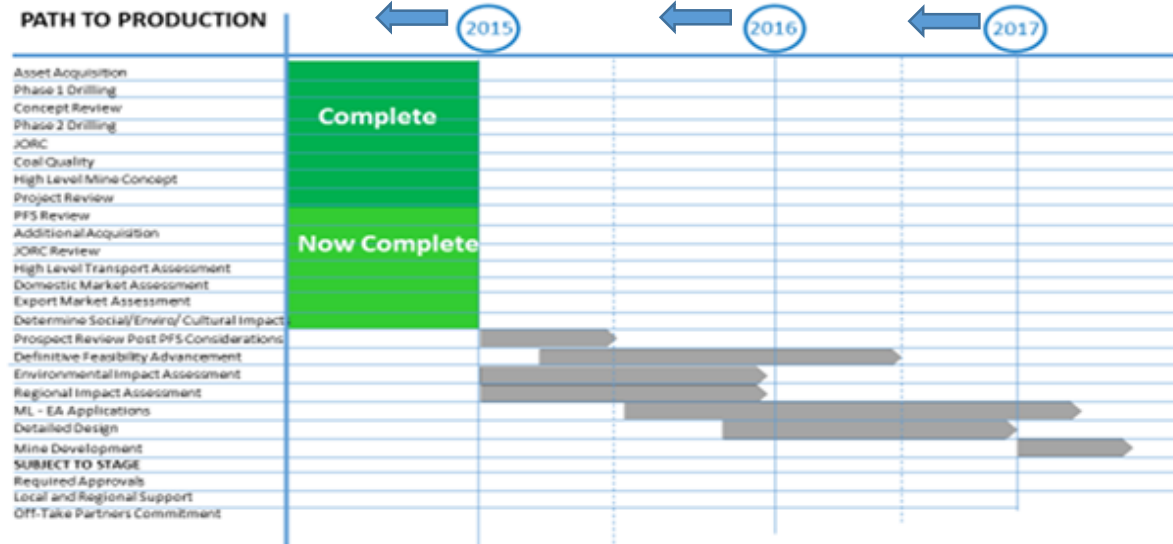 PATH TO PRODUCTION
2015
2016
2017
Asset Acquisition
Phase 1 Drilling
Concept Review
Phase 2 Drilling
JORC
Coal Quality
High Level Mine Concept
Project Review
PFS Review
Additional Acquisition
JORC Review
High Level Transport Assessment
Domestic Market Assessment
Export Market Assessment
Determine Social/Enviro/ Cultural Impacts
Prospect Review Post PFS Considerations
Definitive Feasibility Advancement
Environmental Impact Assessment
Regional Impact Assessment
ML - EA Applications
Detailed Design
Mine Development
SUBJECT TO STAGE
Required Approvals
Local and Regional Support
Off-Take Partners Commitment
Complete
Now Complete